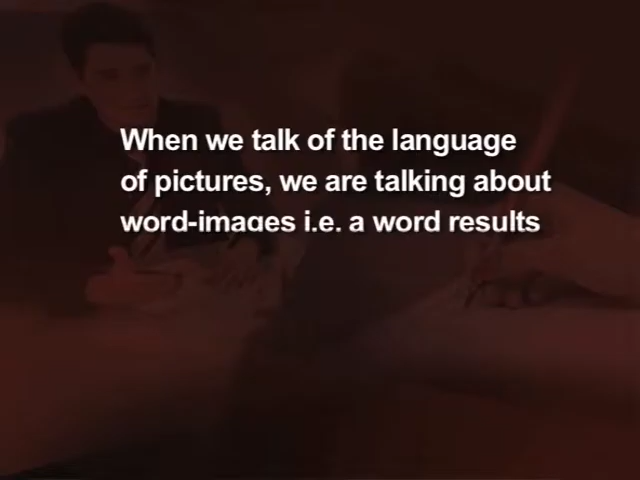 When we talk of the language
of pictures, we are talking about
word-images i.e. a word results